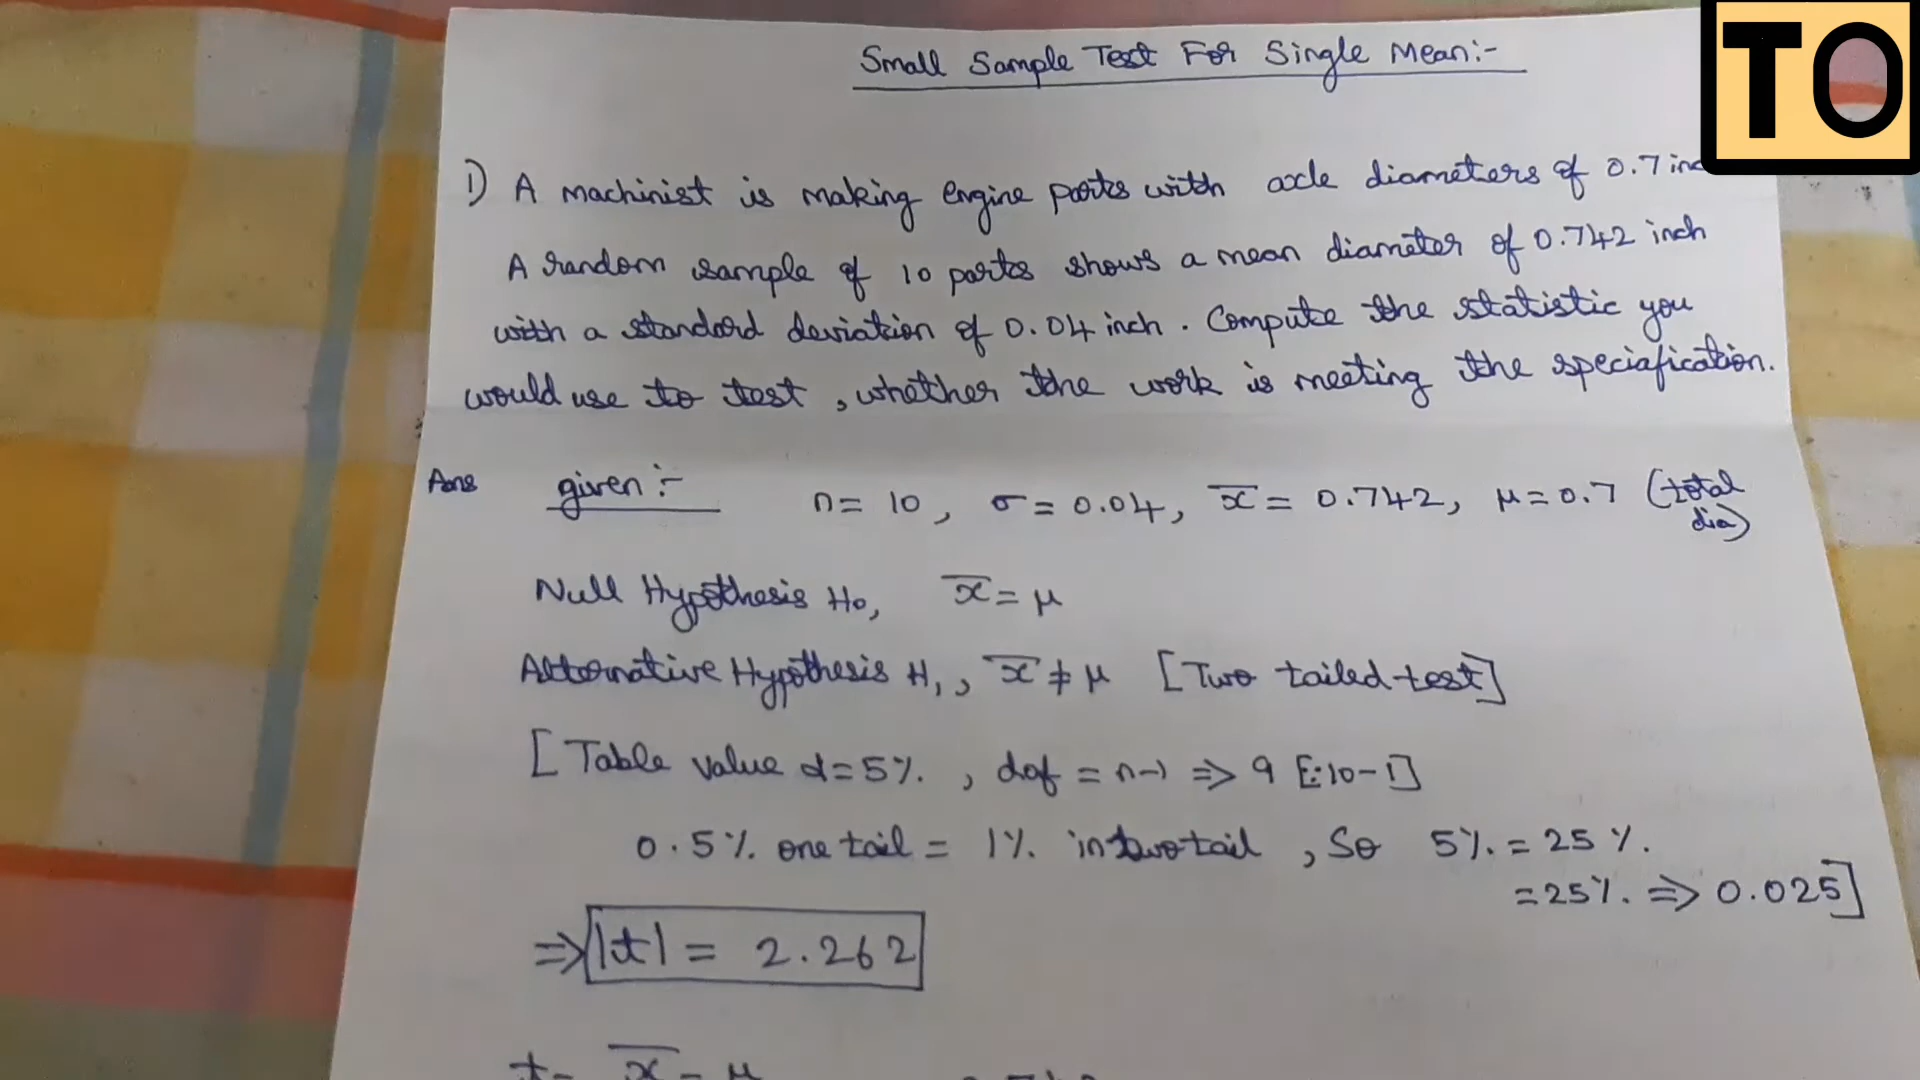 TO
Small Sample Test For Single Mean:-
1) A machinist is making engine parts with axle diameters of 0.7 inc
A random sample of 10 parts shows a mean diameter of 0.742 inch
with a standard deviation of 0.04 inch. Compute the statistic you
would use to test, whether the work is meeting the speciafication.
Ans given:- n = 10, σ = 0.04, x̄ = 0.742, μ = 0.7 (total
dia)
Null Hypothesis H₀, x̄ = μ
Alternative Hypothesis H₁, x̄ ≠ μ [Two tailed test]
[Table value α = 5%, dof = n-1 => 9 [∵10-1]
0.5% one tail = 1% in two tail, So 5% = 25%.
= 25% => 0.025]
=> |t| = 2.262
t = x̄ - μ